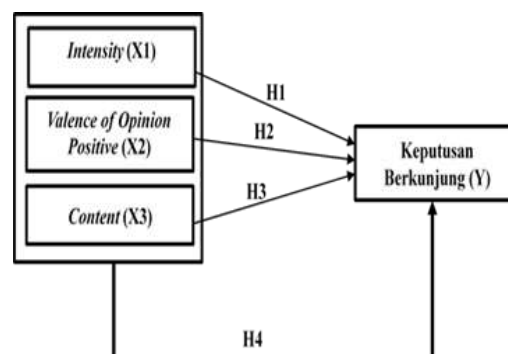 Intensity (X1)
H1
Valence of Opinion
Positive (X2)
H2
Keputusan
Berkunjung (Y)
H3
Content (X3)
H4